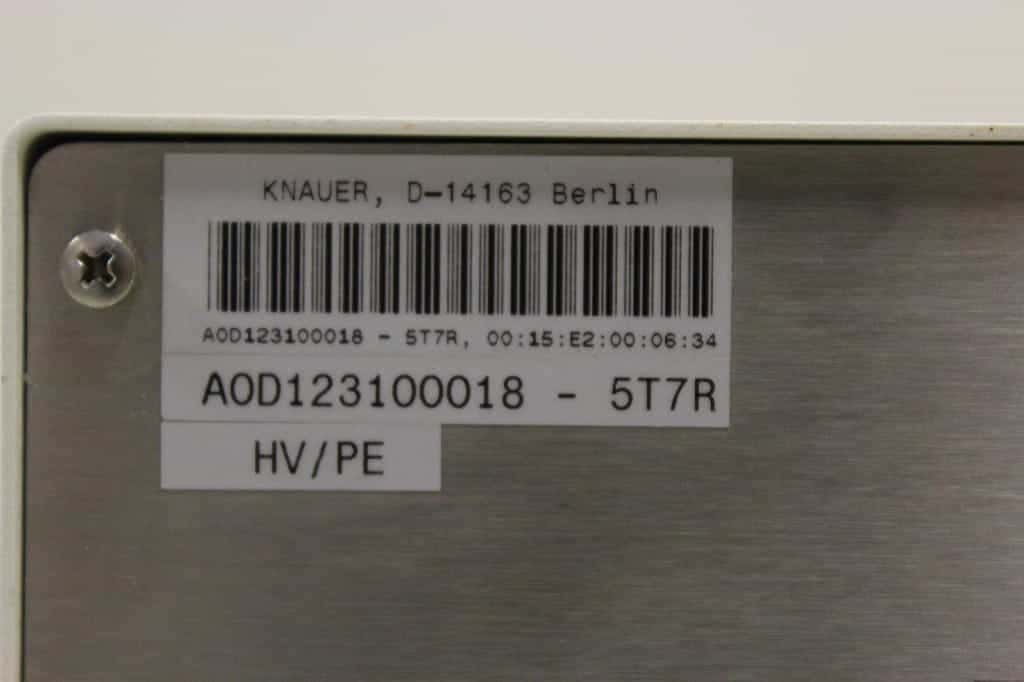 KNAUER, D-14163 Berlin
A0D123100018 - 5T7R, 00:15:E2:00:06:34
A0D123100018 - 5T7R
HV/PE